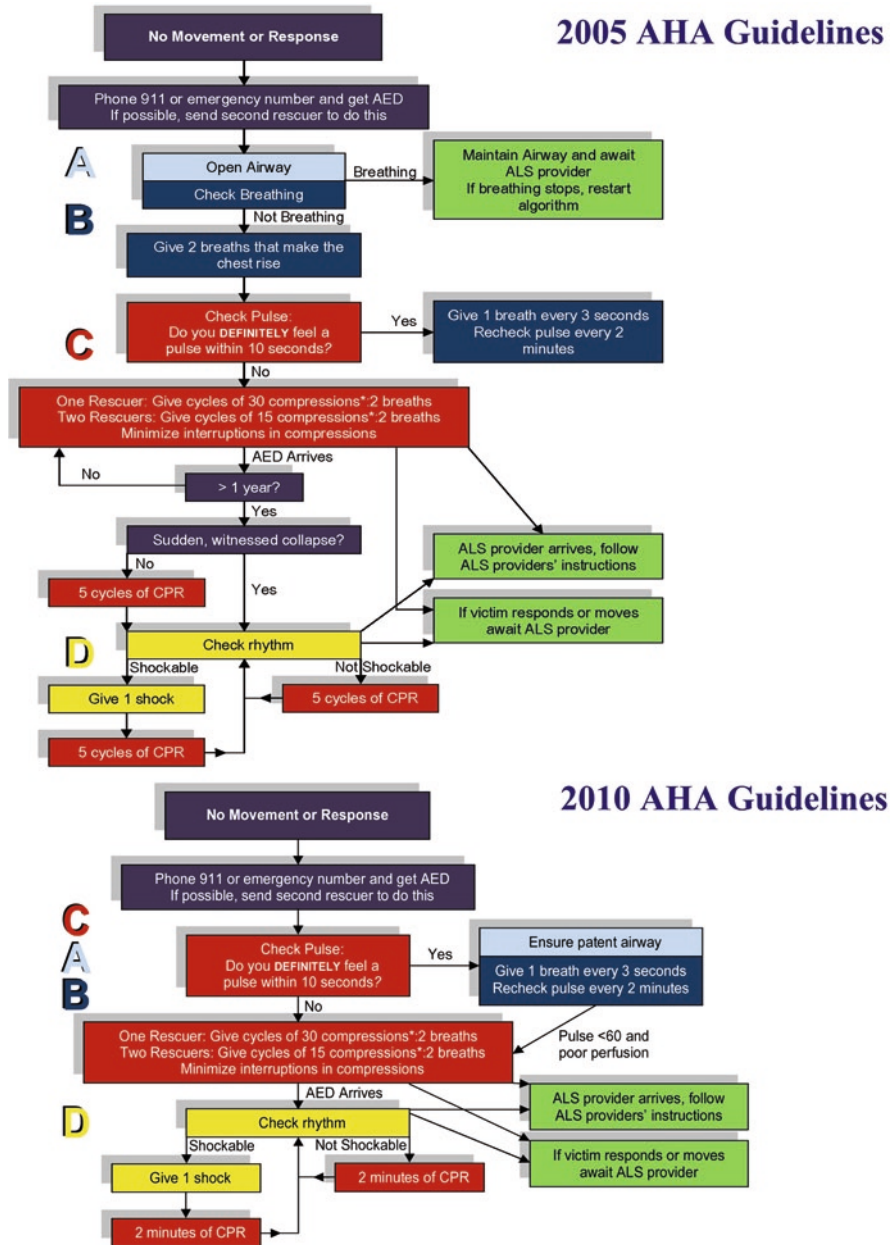 2005 AHA Guidelines
No Movement or Response
Phone 911 or emergency number and get AED
If possible, send second rescuer to do this
A
Open Airway
Check Breathing
Breathing
Maintain Airway and await
ALS provider
If breathing stops, restart
algorithm
B
Not Breathing
Give 2 breaths that make the
chest rise
C
Check Pulse:
Do you DEFINITELY feel a
pulse within 10 seconds?
Yes
Give 1 breath every 3 seconds
Recheck pulse every 2
minutes
No
One Rescuer: Give cycles of 30 compressions*:2 breaths
Two Rescuers: Give cycles of 15 compressions*:2 breaths
Minimize interruptions in compressions
AED Arrives
No
> 1 year?
Yes
Sudden, witnessed collapse?
No
Yes
5 cycles of CPR
ALS provider arrives, follow
ALS providers' instructions
If victim responds or moves
await ALS provider
D
Check rhythm
Shockable
Not Shockable
Give 1 shock
5 cycles of CPR
5 cycles of CPR
2010 AHA Guidelines
No Movement or Response
Phone 911 or emergency number and get AED
If possible, send second rescuer to do this
C
A
B
Check Pulse:
Do you DEFINITELY feel a
pulse within 10 seconds?
Yes
Ensure patent airway
Give 1 breath every 3 seconds
Recheck pulse every 2 minutes
No
Pulse <60 and
poor perfusion
One Rescuer: Give cycles of 30 compressions*:2 breaths
Two Rescuers: Give cycles of 15 compressions*:2 breaths
Minimize interruptions in compressions
AED Arrives
ALS provider arrives, follow
ALS providers' instructions
D
Check rhythm
Shockable
Not Shockable
If victim responds or moves
await ALS provider
Give 1 shock
2 minutes of CPR
2 minutes of CPR